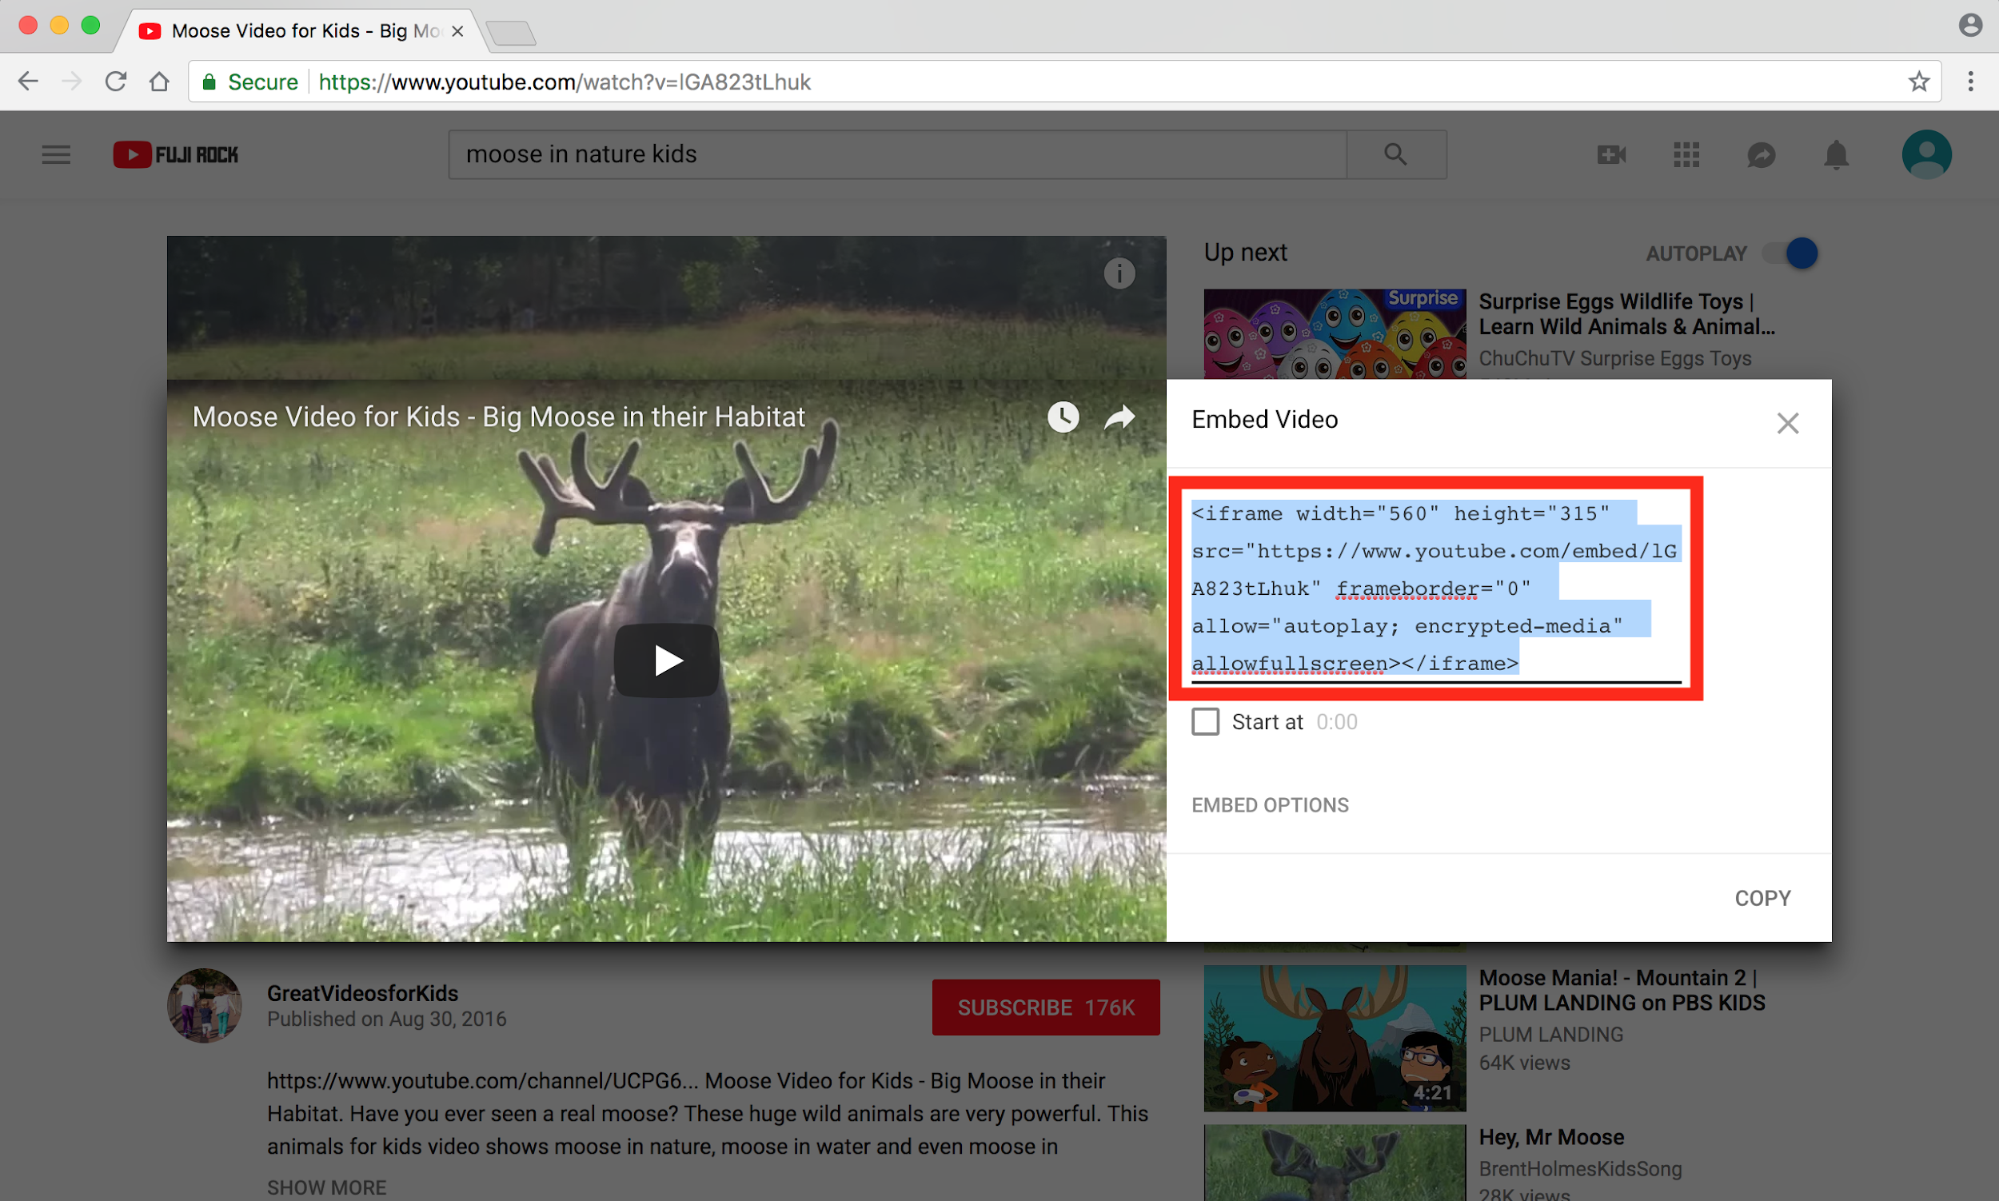 Moose Video for Kids - Big Mo
Secure
https://www.youtube.com/watch?v=lGA823tLhuk
FUJI ROCK
moose in nature kids
Up next
AUTOPLAY
Surprise
Surprise Eggs Wildlife Toys |
Learn Wild Animals & Animal...
ChuChuTV Surprise Eggs Toys
Moose Video for Kids - Big Moose in their Habitat
Embed Video
<iframe width="560" height="315"
src="https://www.youtube.com/embed/lG
A823tLhuk" frameborder="0"
allow="autoplay; encrypted-media"
allowfullscreen></iframe>
Start at 0:00
EMBED OPTIONS
COPY
GreatVideosforKids
Published on Aug 30, 2016
SUBSCRIBE 176K
https://www.youtube.com/channel/UCPG6... Moose Video for Kids - Big Moose in their
Habitat. Have you ever seen a real moose? These huge wild animals are very powerful. This
animals for kids video shows moose in nature, moose in water and even moose in
SHOW MORE
4:21
Moose Mania! - Mountain 2 |
PLUM LANDING on PBS KIDS
PLUM LANDING
64K views
Hey, Mr Moose
BrentHolmesKidsSong
28K views